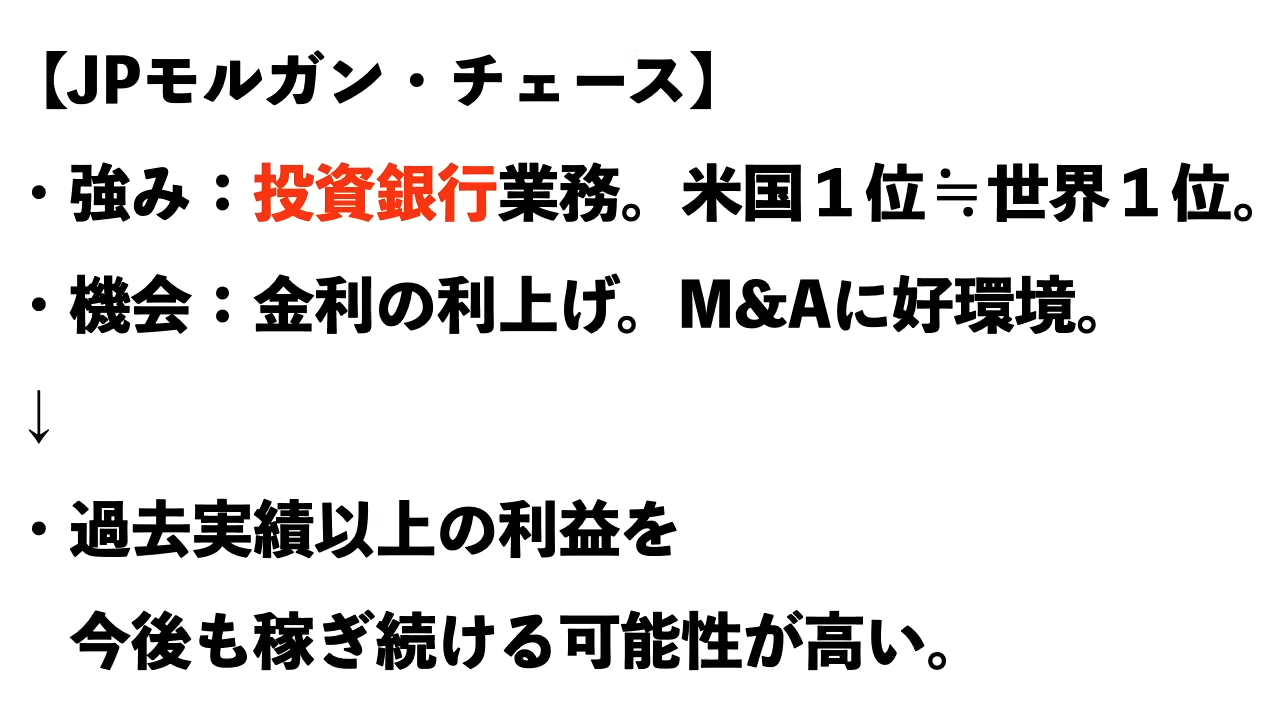 【JPモルガン・チェース】
・強み：投資銀行業務。米国１位≒世界１位。
・機会：金利の利上げ。M&Aに好環境。
↓
・過去実績以上の利益を
今後も稼ぎ続ける可能性が高い。